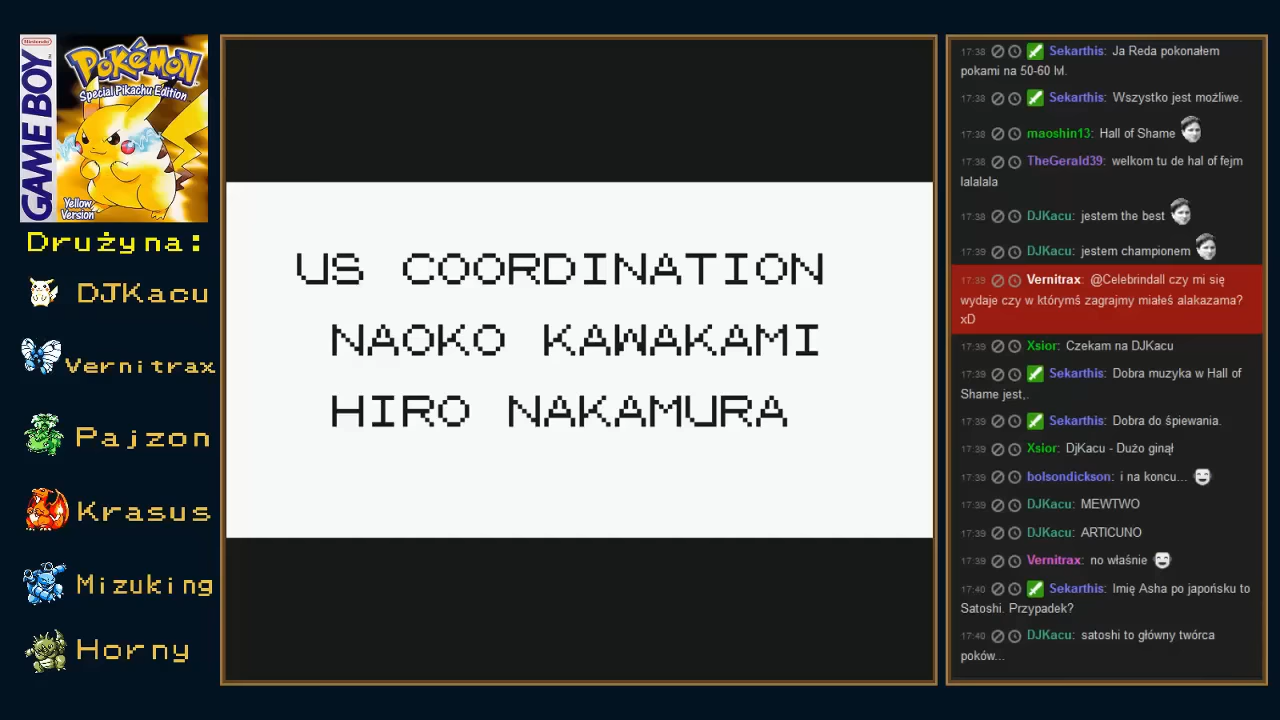 Nintendo
GAME BOY
Pokémon
Special Pikachu Edition
Yellow
Version
Drużyna:
DJKacu
Vernitrax
Pajzon
Krasus
Mizuking
Horny
US COORDINATION
NAOKO KAWAKAMI
HIRO NAKAMURA
17:38 Sekarthis: Ja Reda pokonałem
pokami na 50-60 lvl.
17:38 Sekarthis: Wszystko jest możliwe.
17:38 maoshin13: Hall of Shame
17:38 TheGerald39: welkom tu de hal of fejm
lalalala
17:38 DJKacu: jestem the best
17:39 DJKacu: jestem championem
17:39 Vernitrax: @Celebrindall czy mi się
wydaje czy w którymś zagrajmy miałeś alakazama?
xD
17:39 Xsior: Czekam na DJKacu
17:39 Sekarthis: Dobra muzyka w Hall of
Shame jest,.
17:39 Sekarthis: Dobra do śpiewania.
17:39 Xsior: DjKacu - Dużo ginął
17:39 bolsondickson: i na koncu...
17:39 DJKacu: MEWTWO
17:39 DJKacu: ARTICUNO
17:39 Vernitrax: no właśnie
17:40 Sekarthis: Imię Asha po japońsku to
Satoshi. Przypadek?
17:40 DJKacu: satoshi to główny twórca
poków...